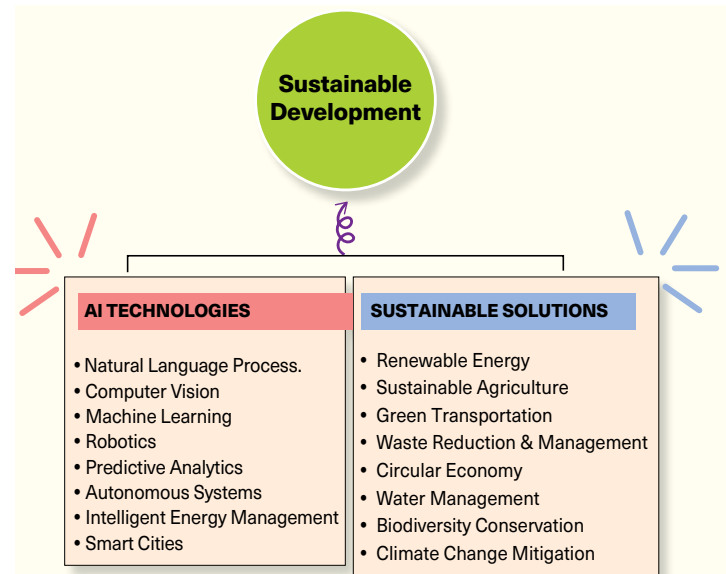 Sustainable
Development
AI TECHNOLOGIES
• Natural Language Process.
• Computer Vision
• Machine Learning
• Robotics
• Predictive Analytics
• Autonomous Systems
• Intelligent Energy Management
• Smart Cities
SUSTAINABLE SOLUTIONS
• Renewable Energy
• Sustainable Agriculture
• Green Transportation
• Waste Reduction & Management
• Circular Economy
• Water Management
• Biodiversity Conservation
• Climate Change Mitigation